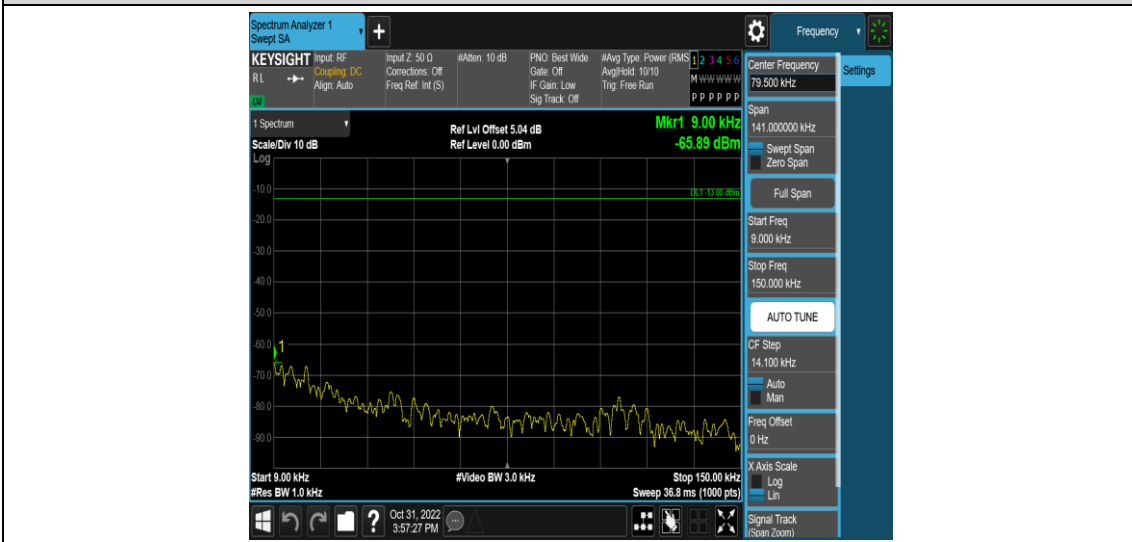 Spectrum Analyzer 1
Swept SA
+
Frequency
KEYSIGHT
RL
LXI
Input: RF
Coupling: DC
Align: Auto
Input Z: 50 Ω
Corrections: Off
Freq Ref: Int (S)
#Atten: 10 dB
PNO: Best Wide
Gate: Off
IF Gain: Low
Sig Track: Off
#Avg Type: Power (RMS
Avg|Hold: 10/10
Trig: Free Run
1 2 3 4 5 6
M W W W W W
P P P P P P
Center Frequency
79.500 kHz
Settings
Span
141.000000 kHz
Swept Span
Zero Span
Full Span
Start Freq
9.000 kHz
Stop Freq
150.000 kHz
AUTO TUNE
CF Step
14.100 kHz
Auto
Man
Freq Offset
0 Hz
X Axis Scale
Log
Lin
Signal Track
(Span Zoom)
1 Spectrum
Scale/Div 10 dB
Log
Ref Lvl Offset 5.04 dB
Ref Level 0.00 dBm
Mkr1 9.00 kHz
-65.89 dBm
DL1 -13.00 dBm
-10.0
-20.0
-30.0
-40.0
-50.0
-60.0
1
-70.0
-80.0
-90.0
Start 9.00 kHz
#Video BW 3.0 kHz
Stop 150.00 kHz
#Res BW 1.0 kHz
Sweep 36.8 ms (1000 pts)
?
Oct 31, 2022
3:57:27 PM